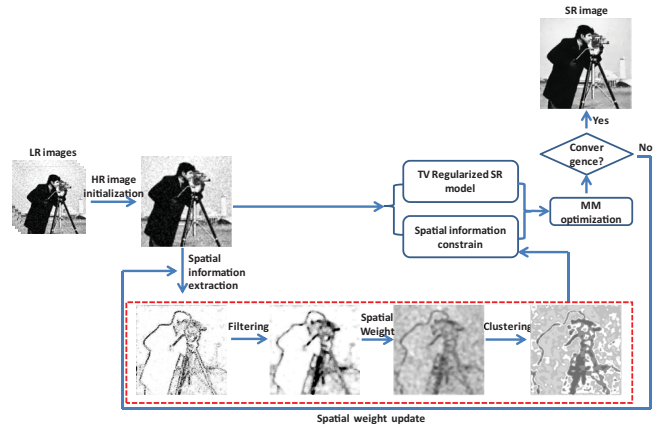 SR image
Yes
No
Conver
gence?
LR images
HR image
initialization
TV Regularized SR
model
Spatial information
constrain
MM
optimization
Spatial
information
extraction
Filtering
Spatial
Weight
Clustering
Spatial weight update